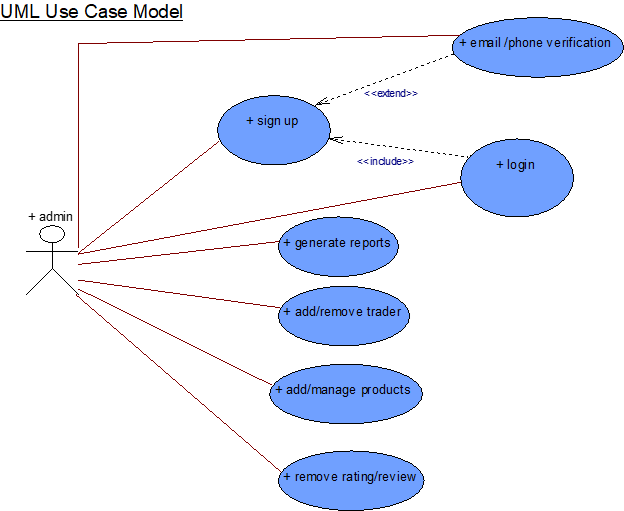 UML Use Case Model
+ email /phone verification
<<extend>>
+ sign up
<<include>>
+ login
+ admin
+ generate reports
+ add/remove trader
+ add/manage products
+ remove rating/review